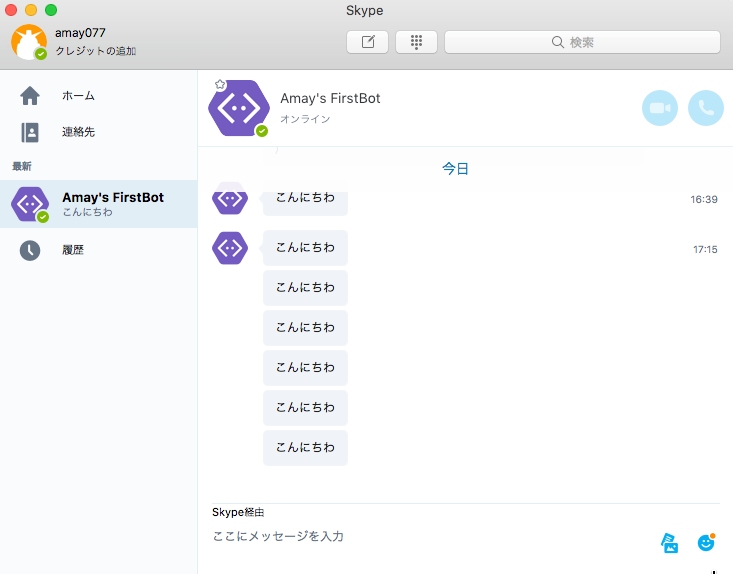 Skype
amay077
クレジットの追加
検索
ホーム
連絡先
最新
Amay's FirstBot
こんにちわ
履歴
Amay's FirstBot
オンライン
今日
こんにちわ
16:39
こんにちわ
17:15
こんにちわ
こんにちわ
こんにちわ
こんにちわ
こんにちわ
Skype経由
ここにメッセージを入力